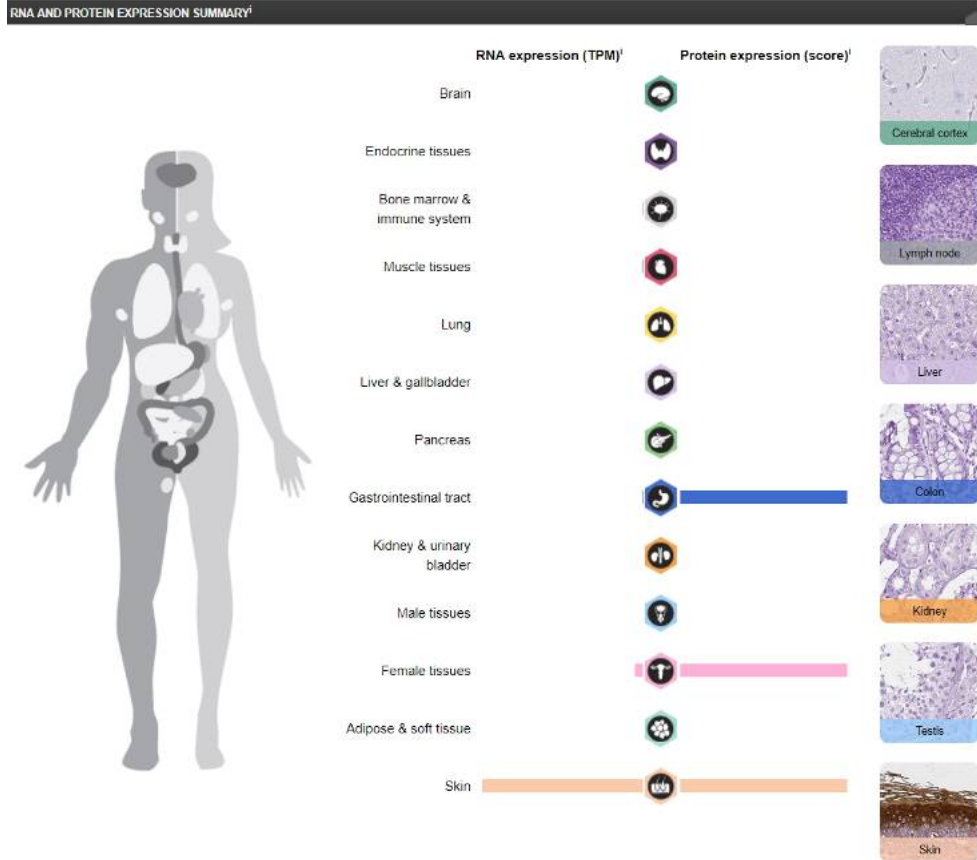 RNA AND PROTEIN EXPRESSION SUMMARYⁱ
RNA expression (TPM)ⁱ
Protein expression (score)ⁱ
Brain
Endocrine tissues
Bone marrow &
immune system
Muscle tissues
Lung
Liver & gallbladder
Pancreas
Gastrointestinal tract
Kidney & urinary
bladder
Male tissues
Female tissues
Adipose & soft tissue
Skin
Cerebral cortex
Lymph node
Liver
Colon
Kidney
Testis
Skin